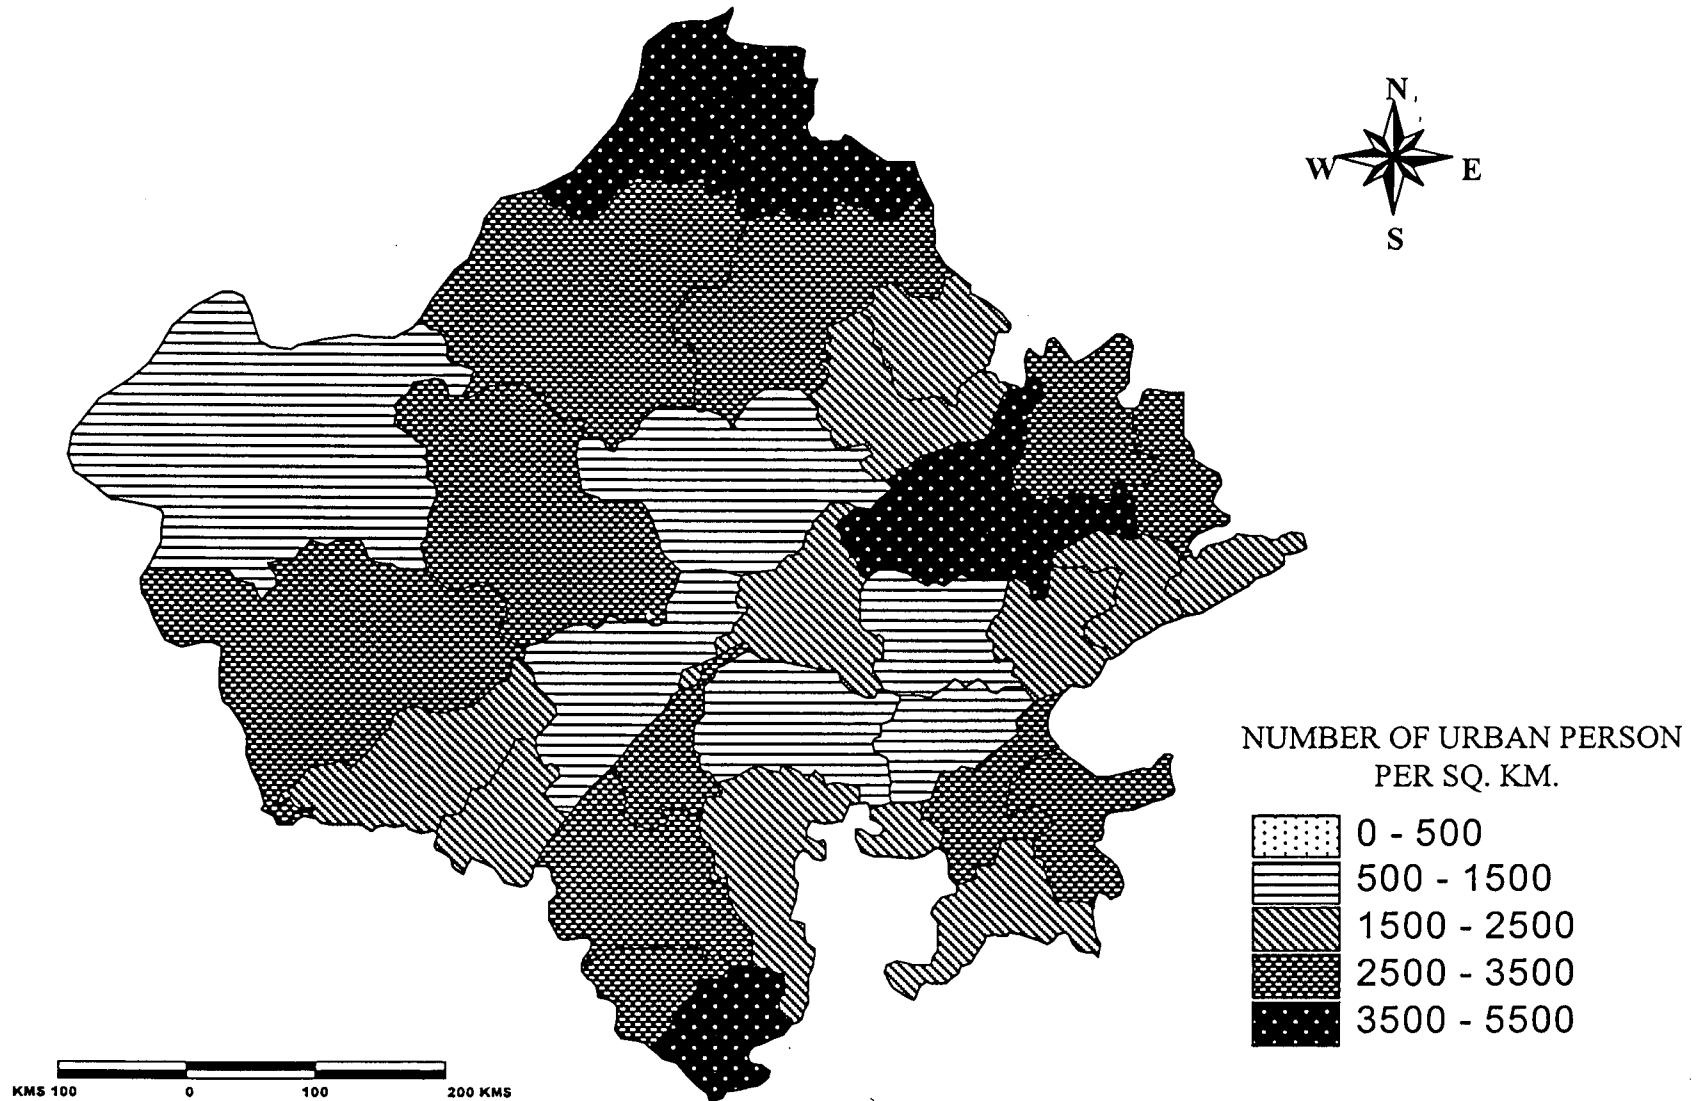 N
W E
S
NUMBER OF URBAN PERSON
PER SQ. KM.
0 - 500
500 - 1500
1500 - 2500
2500 - 3500
3500 - 5500
KMS 100 0 100 200 KMS